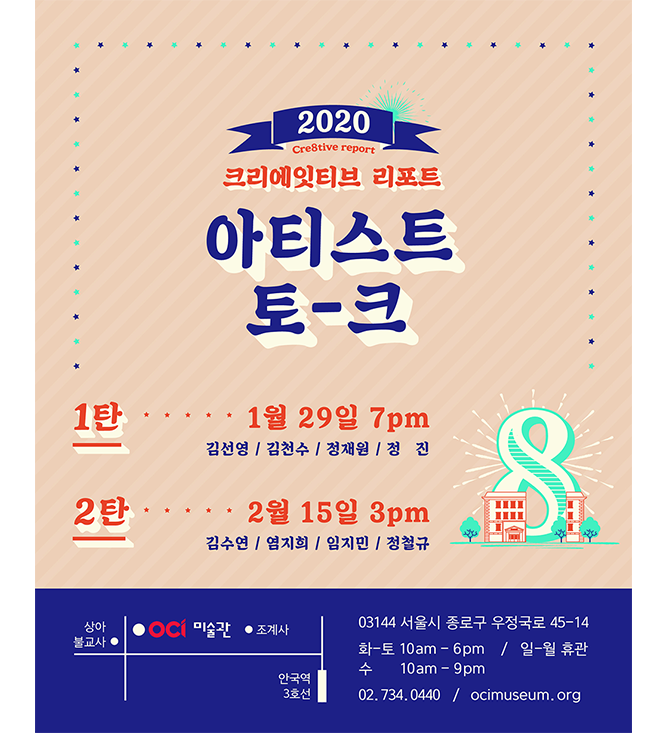 2020
Cre8tive report
크리에잇티브 리포트
아티스트
토-크
1탄 1월 29일 7pm
김선영 / 김천수 / 정재원 / 정 진
2탄 2월 15일 3pm
김수연 / 염지희 / 임지민 / 정철규
8
상아
불교사
OCI 미술관
조계사
안국역
3호선
03144 서울시 종로구 우정국로 45-14
화-토 10am - 6pm / 일-월 휴관
수 10am - 9pm
02.734.0440 / ocimuseum.org